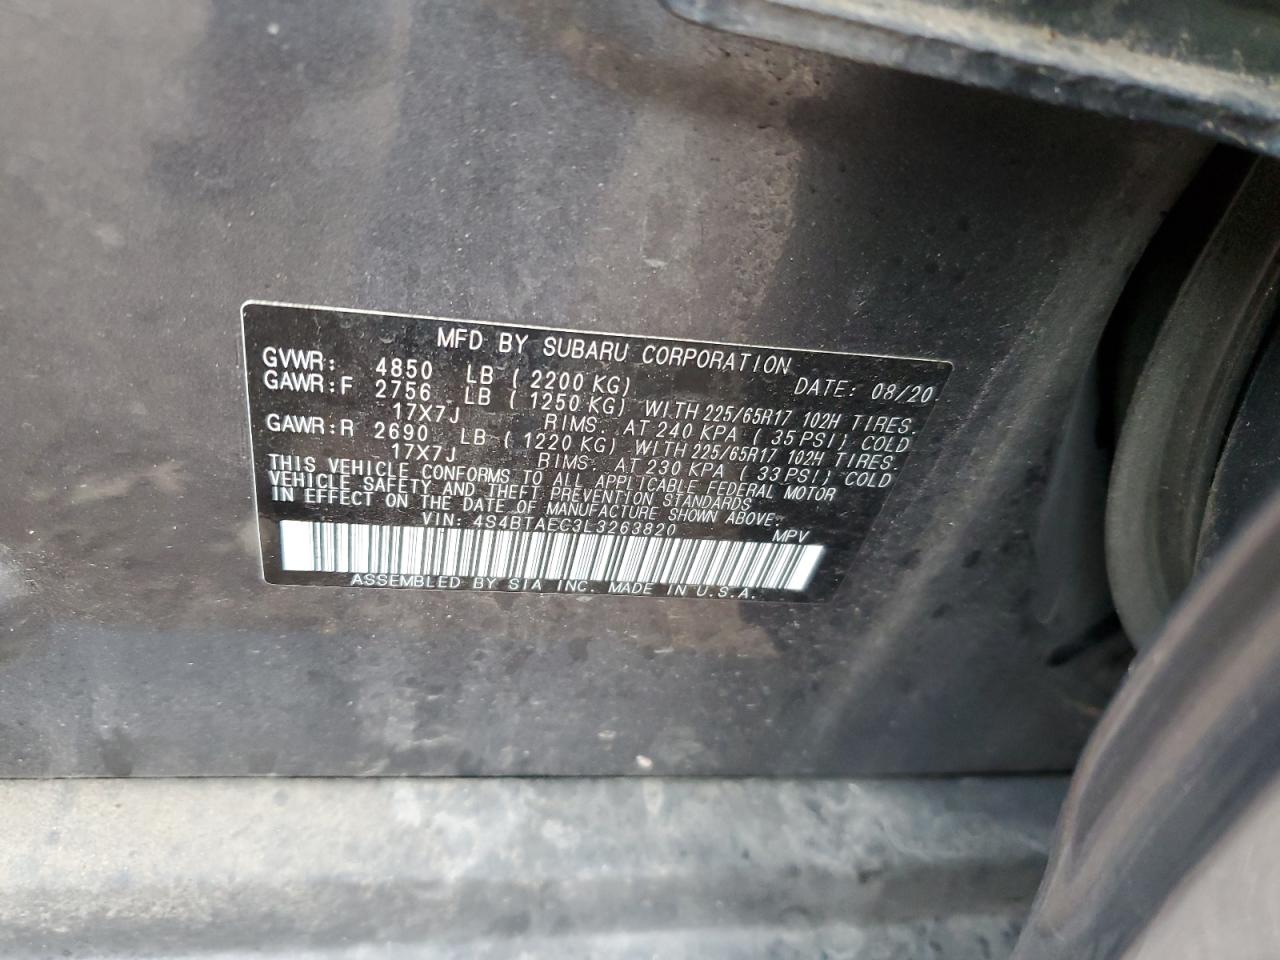 MFD BY SUBARU CORPORATION
GVWR: 4850 LB ( 2200 KG) DATE: 08/20
GAWR:F 2756 LB ( 1250 KG) WITH 225/65R17 102H TIRES.
17X7J RIMS. AT 240 KPA ( 35 PSI) COLD
GAWR:R 2690 LB ( 1220 KG) WITH 225/65R17 102H TIRES.
17X7J RIMS. AT 230 KPA ( 33 PSI) COLD
THIS VEHICLE CONFORMS TO ALL APPLICABLE FEDERAL MOTOR
VEHICLE SAFETY AND THEFT PREVENTION STANDARDS
IN EFFECT ON THE DATE OF MANUFACTURE SHOWN ABOVE.
VIN: 4S4BTAEC3L3263820 MPV
ASSEMBLED BY SIA INC. MADE IN U.S.A.